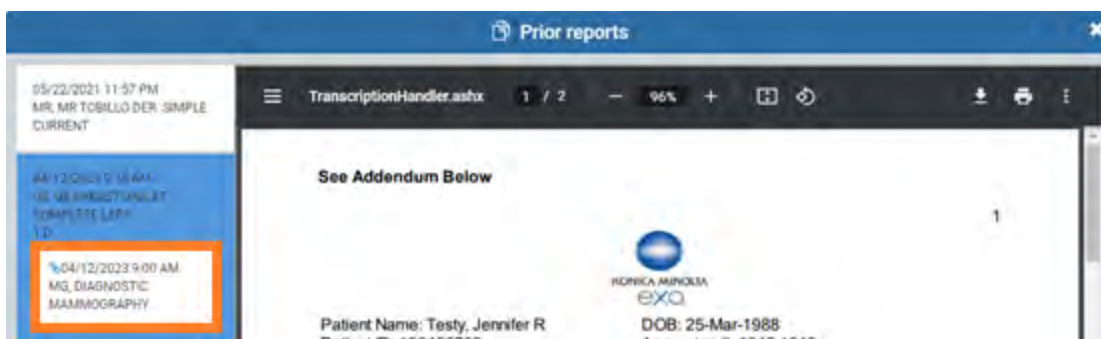 Prior reports
05/22/2021 11:57 PM
MR, MR TOBILLO DER. SIMPLE
CURRENT
TranscriptionHandler.ashx 1 / 2 96%
COMPLETE LEFT
04/12/2023 9:00 AM
MG, DIAGNOSTIC
MAMMOGRAPHY
See Addendum Below
1
KONICA MINOLTA
exa
Patient Name: Testy, Jennifer R DOB: 25-Mar-1988